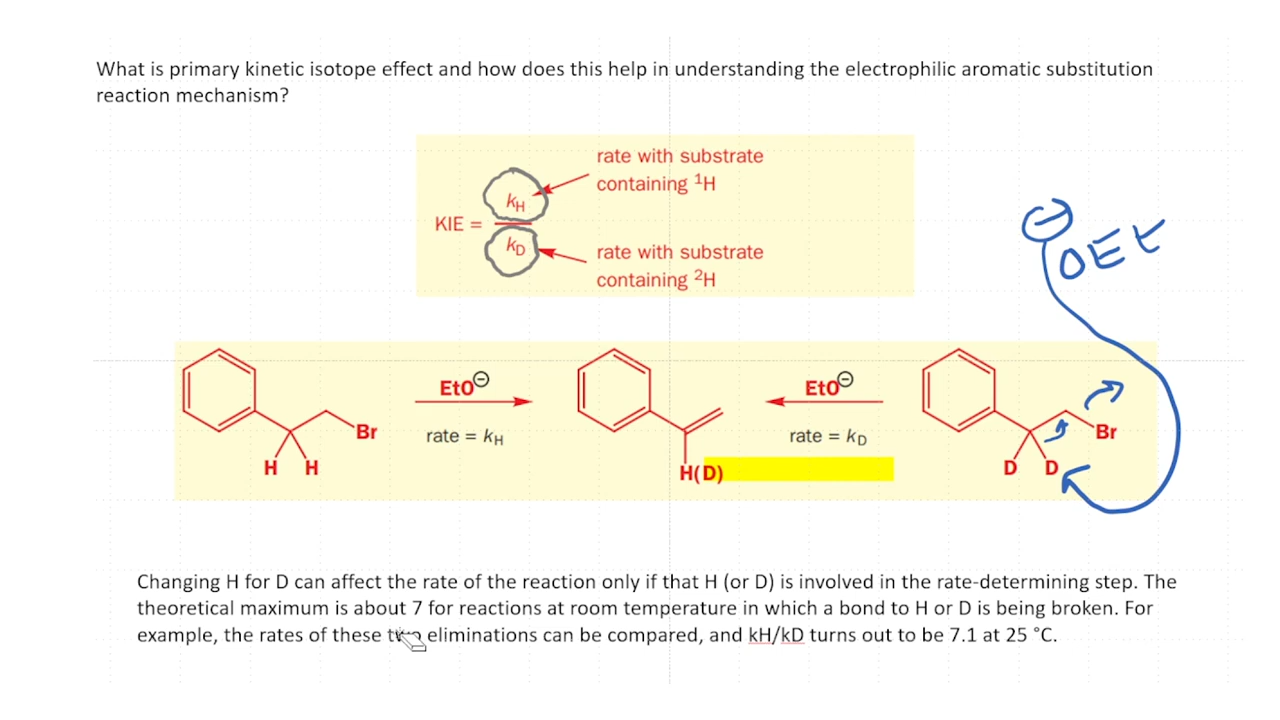 What is primary kinetic isotope effect and how does this help in understanding the electrophilic aromatic substitution
reaction mechanism?
rate with substrate
containing ¹H
kH
KIE =
kD
rate with substrate
containing ²H
⊖
OEt
EtO⊖
EtO⊖
Br
rate = kH
rate = kD
Br
H H
H(D)
D D
Changing H for D can affect the rate of the reaction only if that H (or D) is involved in the rate-determining step. The
theoretical maximum is about 7 for reactions at room temperature in which a bond to H or D is being broken. For
example, the rates of these two eliminations can be compared, and kH/kD turns out to be 7.1 at 25 °C.